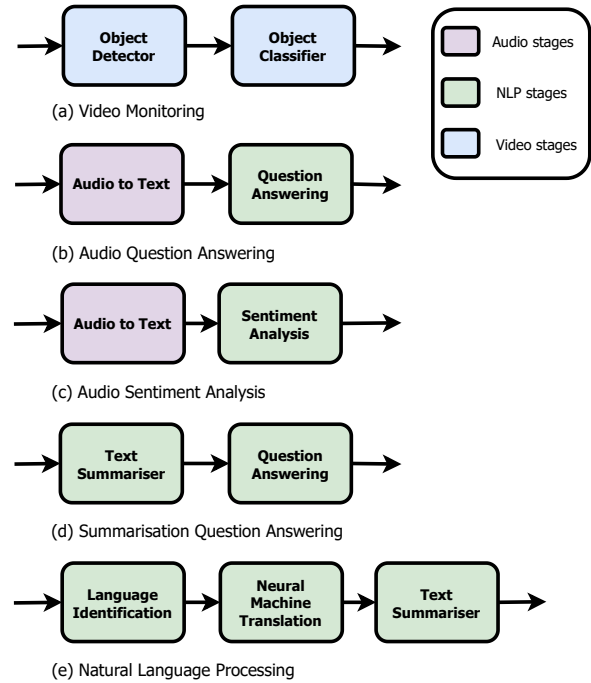 Object
Detector
Object
Classifier
(a) Video Monitoring
Audio stages
NLP stages
Video stages
Audio to Text
Question
Answering
(b) Audio Question Answering
Audio to Text
Sentiment
Analysis
(c) Audio Sentiment Analysis
Text
Summariser
Question
Answering
(d) Summarisation Question Answering
Language
Identification
Neural
Machine
Translation
Text
Summariser
(e) Natural Language Processing